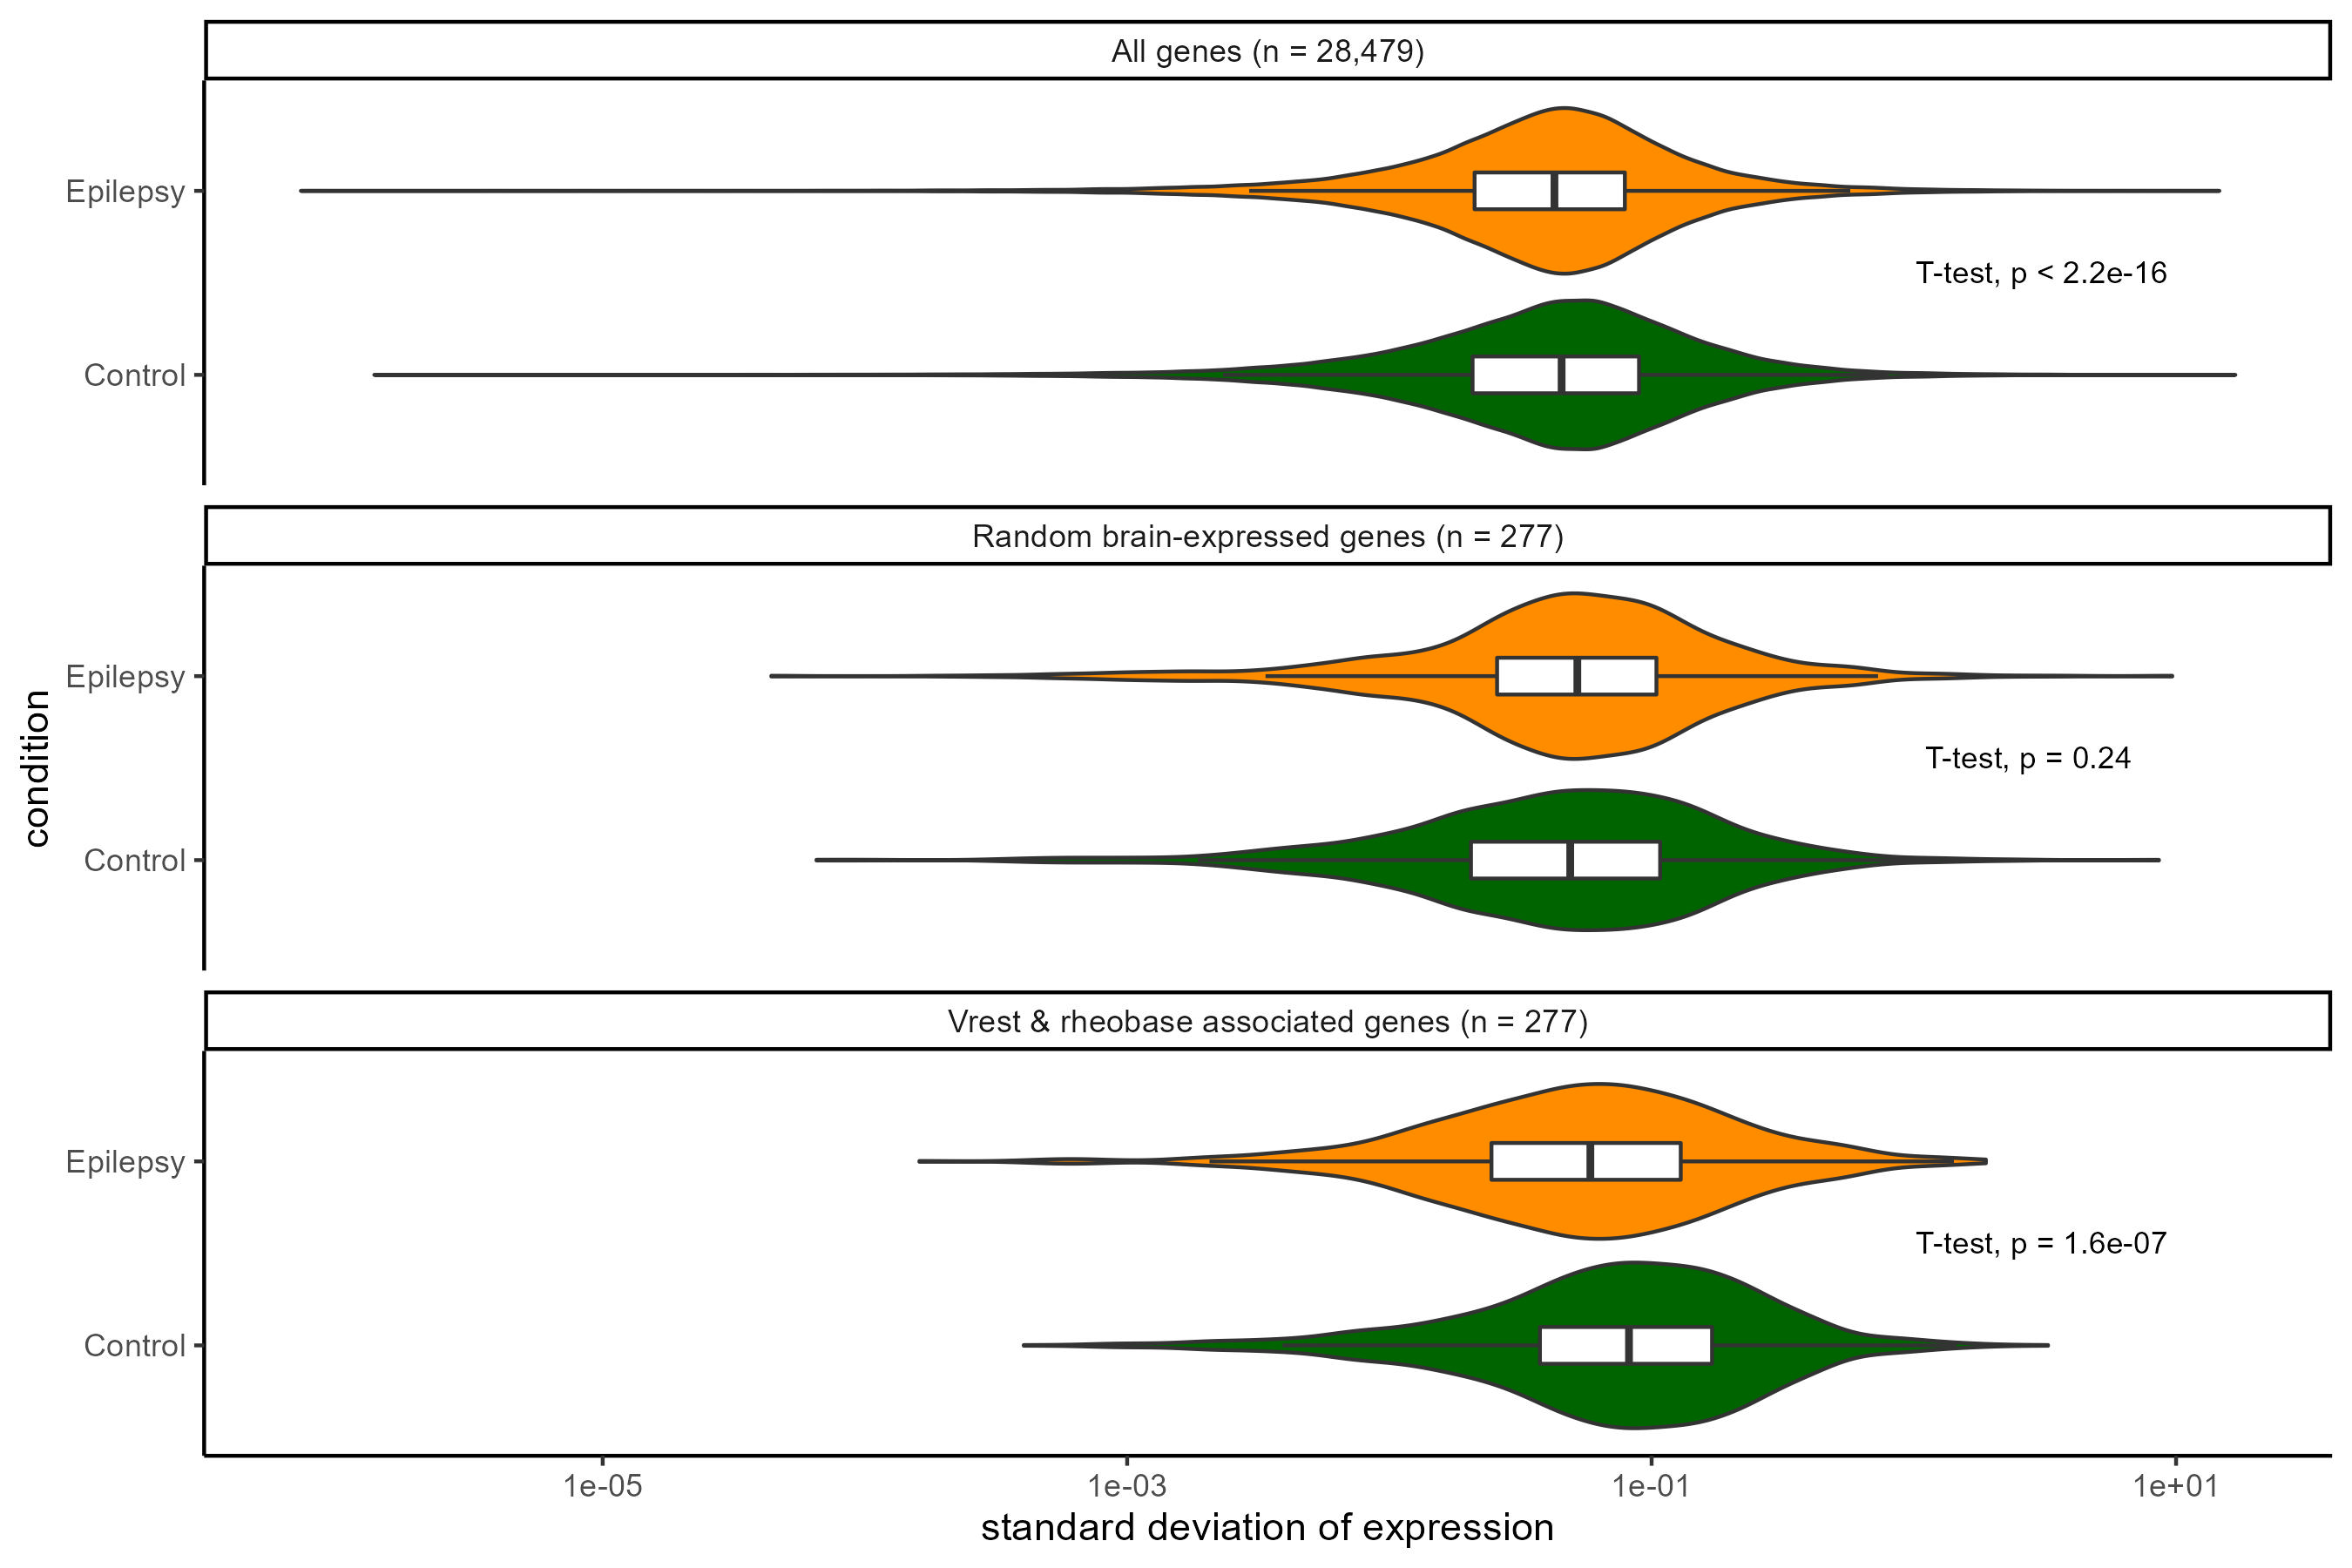 All genes (n = 28,479)
Epilepsy
T-test, p < 2.2e-16
Control
Random brain-expressed genes (n = 277)
Epilepsy
T-test, p = 0.24
Control
condition
Vrest & rheobase associated genes (n = 277)
Epilepsy
T-test, p = 1.6e-07
Control
1e-05 1e-03 1e-01 1e+01
standard deviation of expression